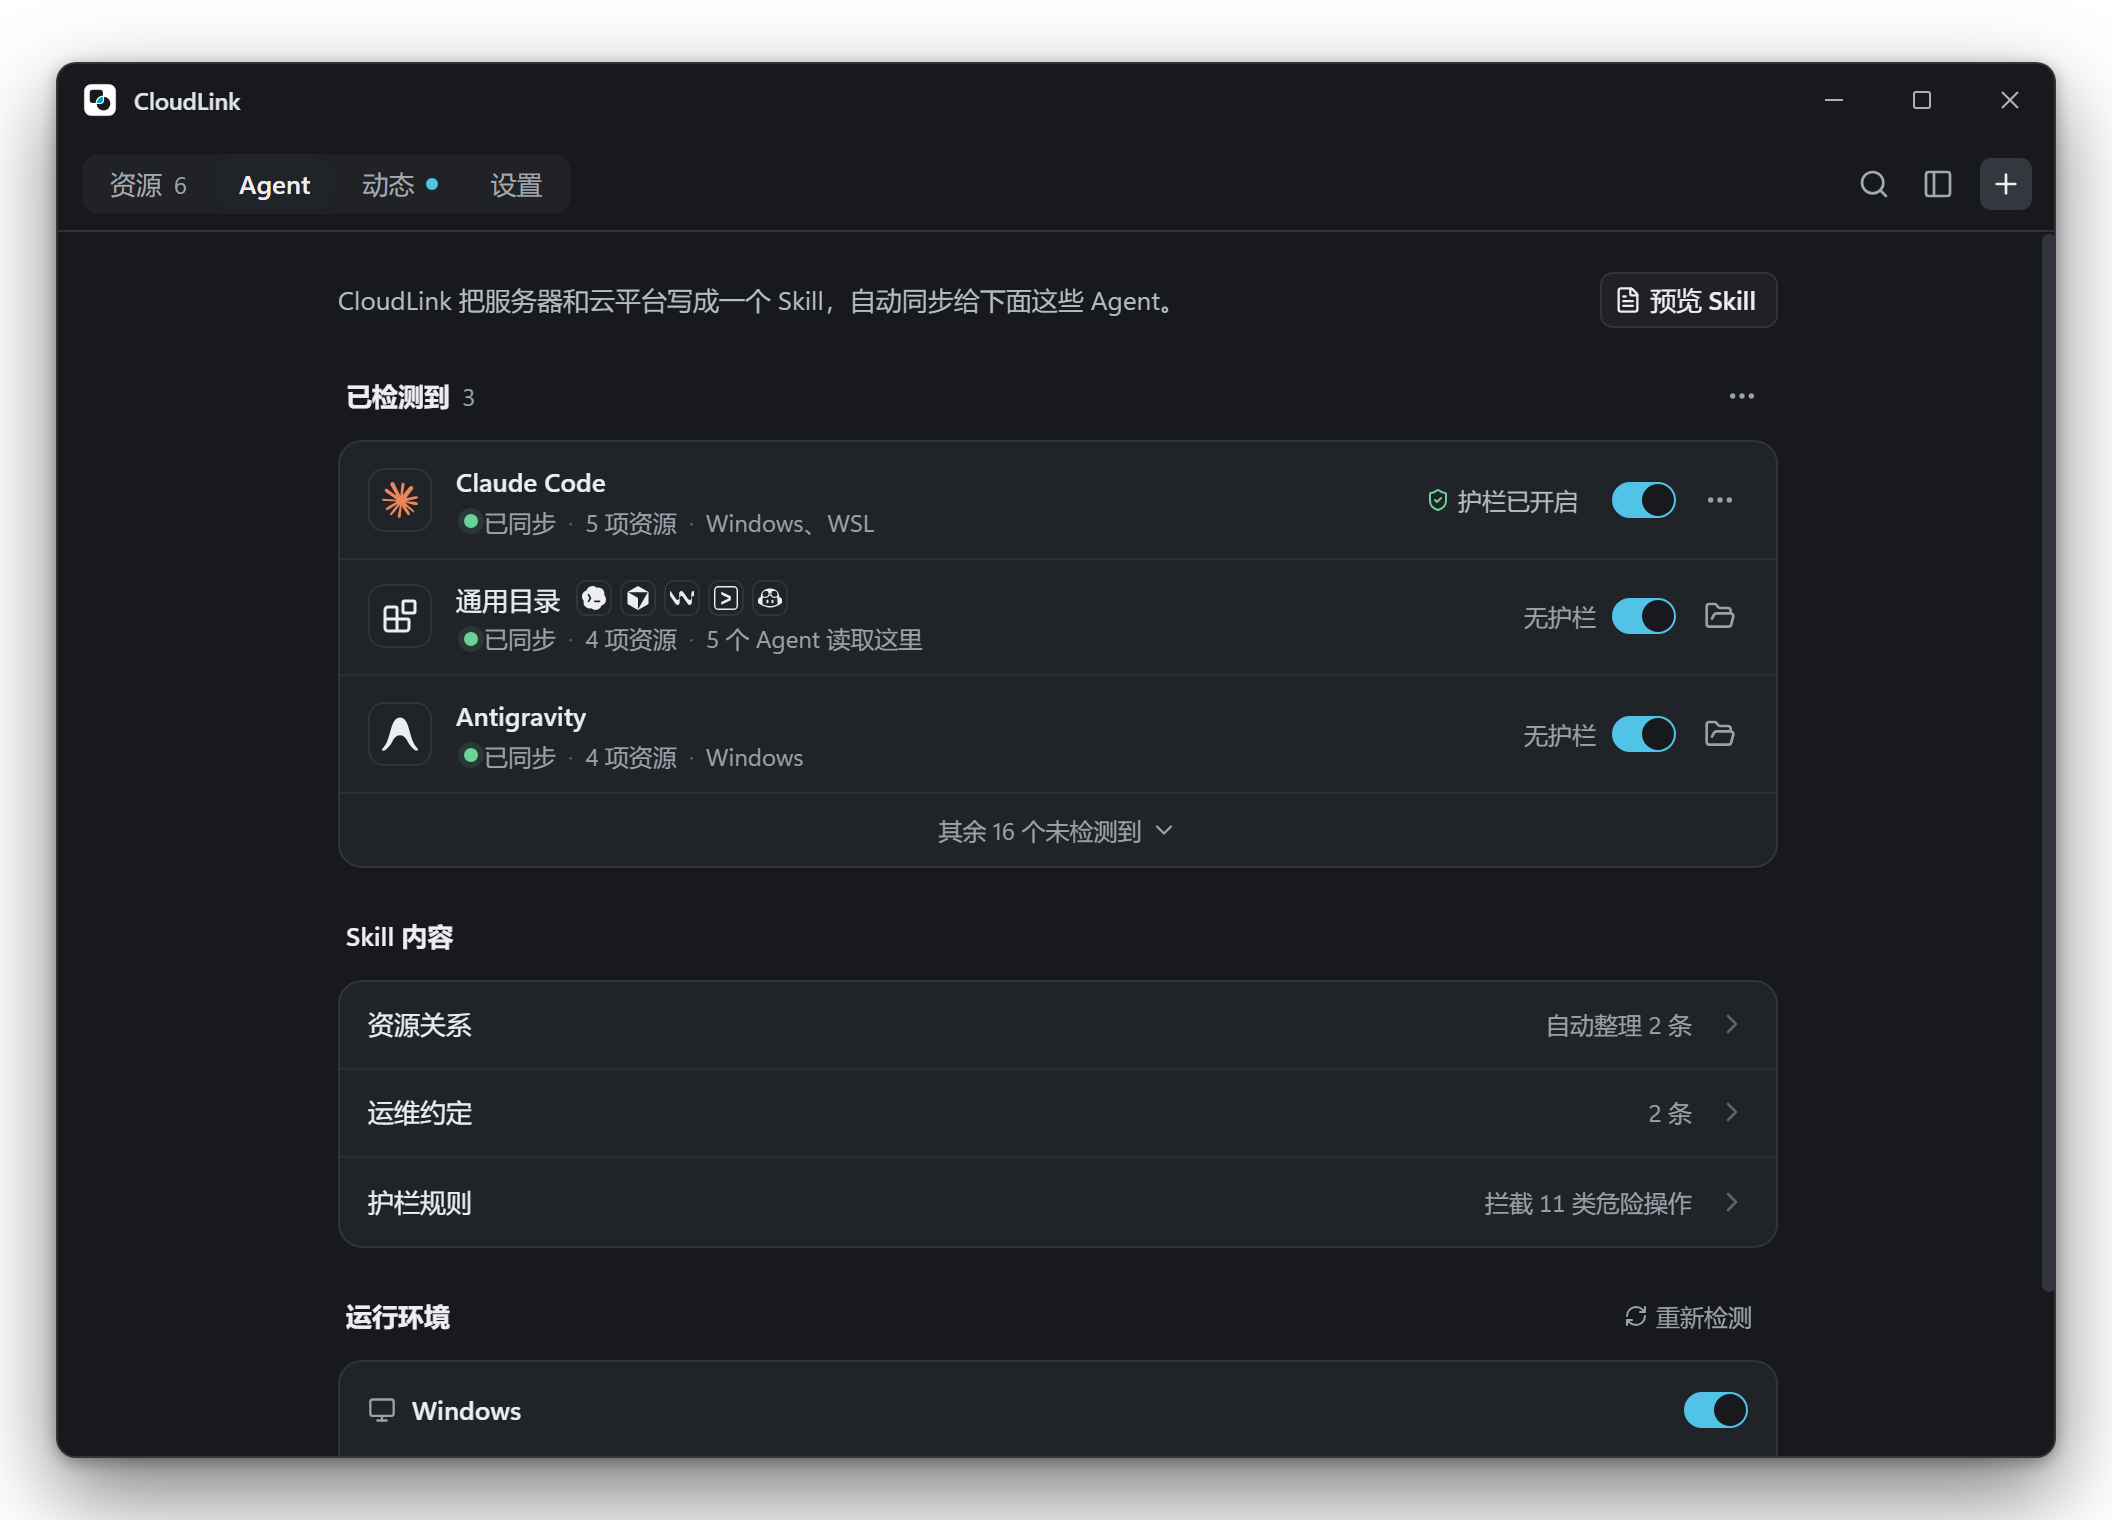 CloudLink
资源 6 Agent 动态 设置
CloudLink 把服务器和云平台写成一个 Skill，自动同步给下面这些 Agent。
预览 Skill
已检测到 3
Claude Code
已同步 · 5 项资源 · Windows、WSL
护栏已开启
通用目录
已同步 · 4 项资源 · 5 个 Agent 读取这里
无护栏
Antigravity
已同步 · 4 项资源 · Windows
无护栏
其余 16 个未检测到
Skill 内容
资源关系
自动整理 2 条
运维约定
2 条
护栏规则
拦截 11 类危险操作
运行环境
重新检测
Windows